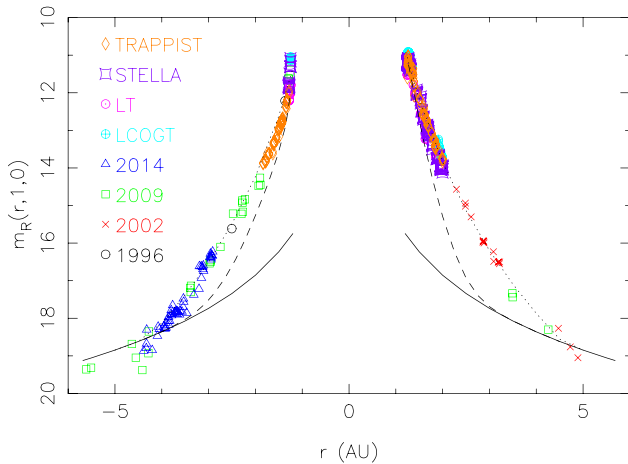 10
12
14
16
18
20
m_R(r,1,0)
TRAPPIST
STELLA
LT
LCOGT
2014
2009
2002
1996
−5 0 5
r (AU)